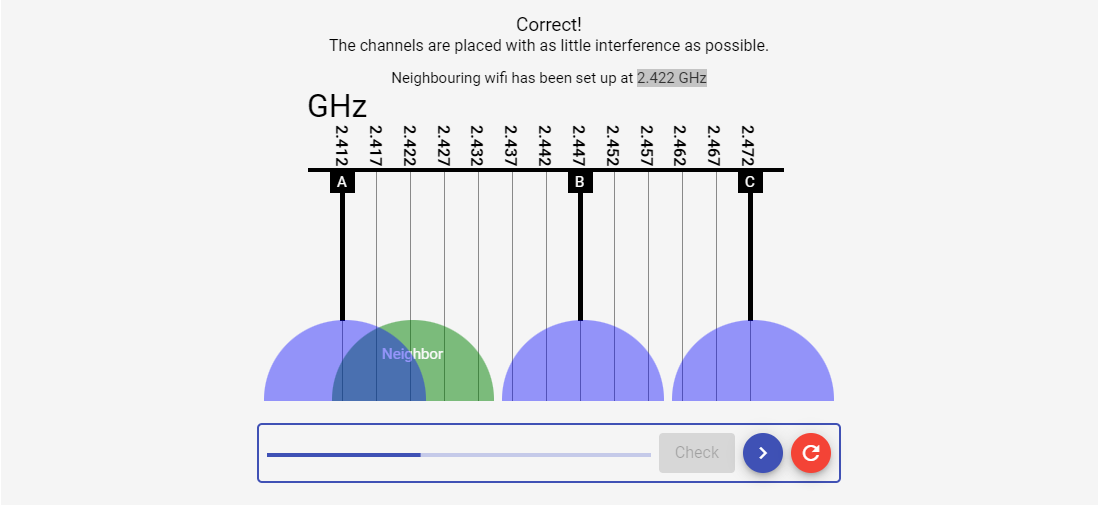 Correct!
The channels are placed with as little interference as possible.
Neighbouring wifi has been set up at 2.422 GHz
GHz
2.412 2.417 2.422 2.427 2.432 2.437 2.442 2.447 2.452 2.457 2.462 2.467 2.472
A B C
Neighbor
Check